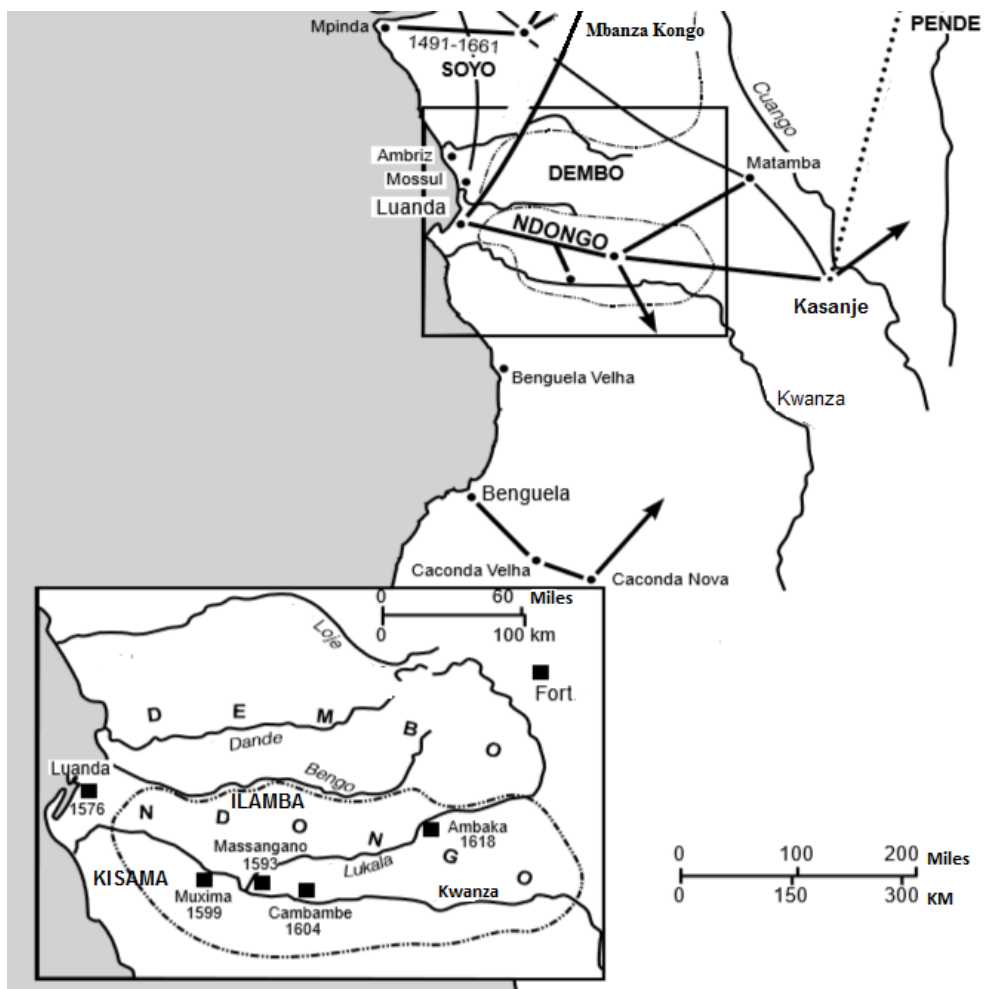 Mpinda
1491-1661
Mbanza Kongo
PENDE
SOYO
Cuango
Ambriz
DEMBO
Matamba
Mossul
Luanda
NDONGO
Kasanje
Benguela Velha
Kwanza
Benguela
Caconda Velha
Caconda Nova
0 60 Miles
0 100 km
Loje
Fort
D E M B O
Dande
Luanda
1576
Bengo
ILAMBA
N D O N G O
Massangano
1593
Ambaka
1618
Lukala
KISAMA
Muxima
1599
Cambambe
1604
Kwanza
0 100 200 Miles
0 150 300 KM